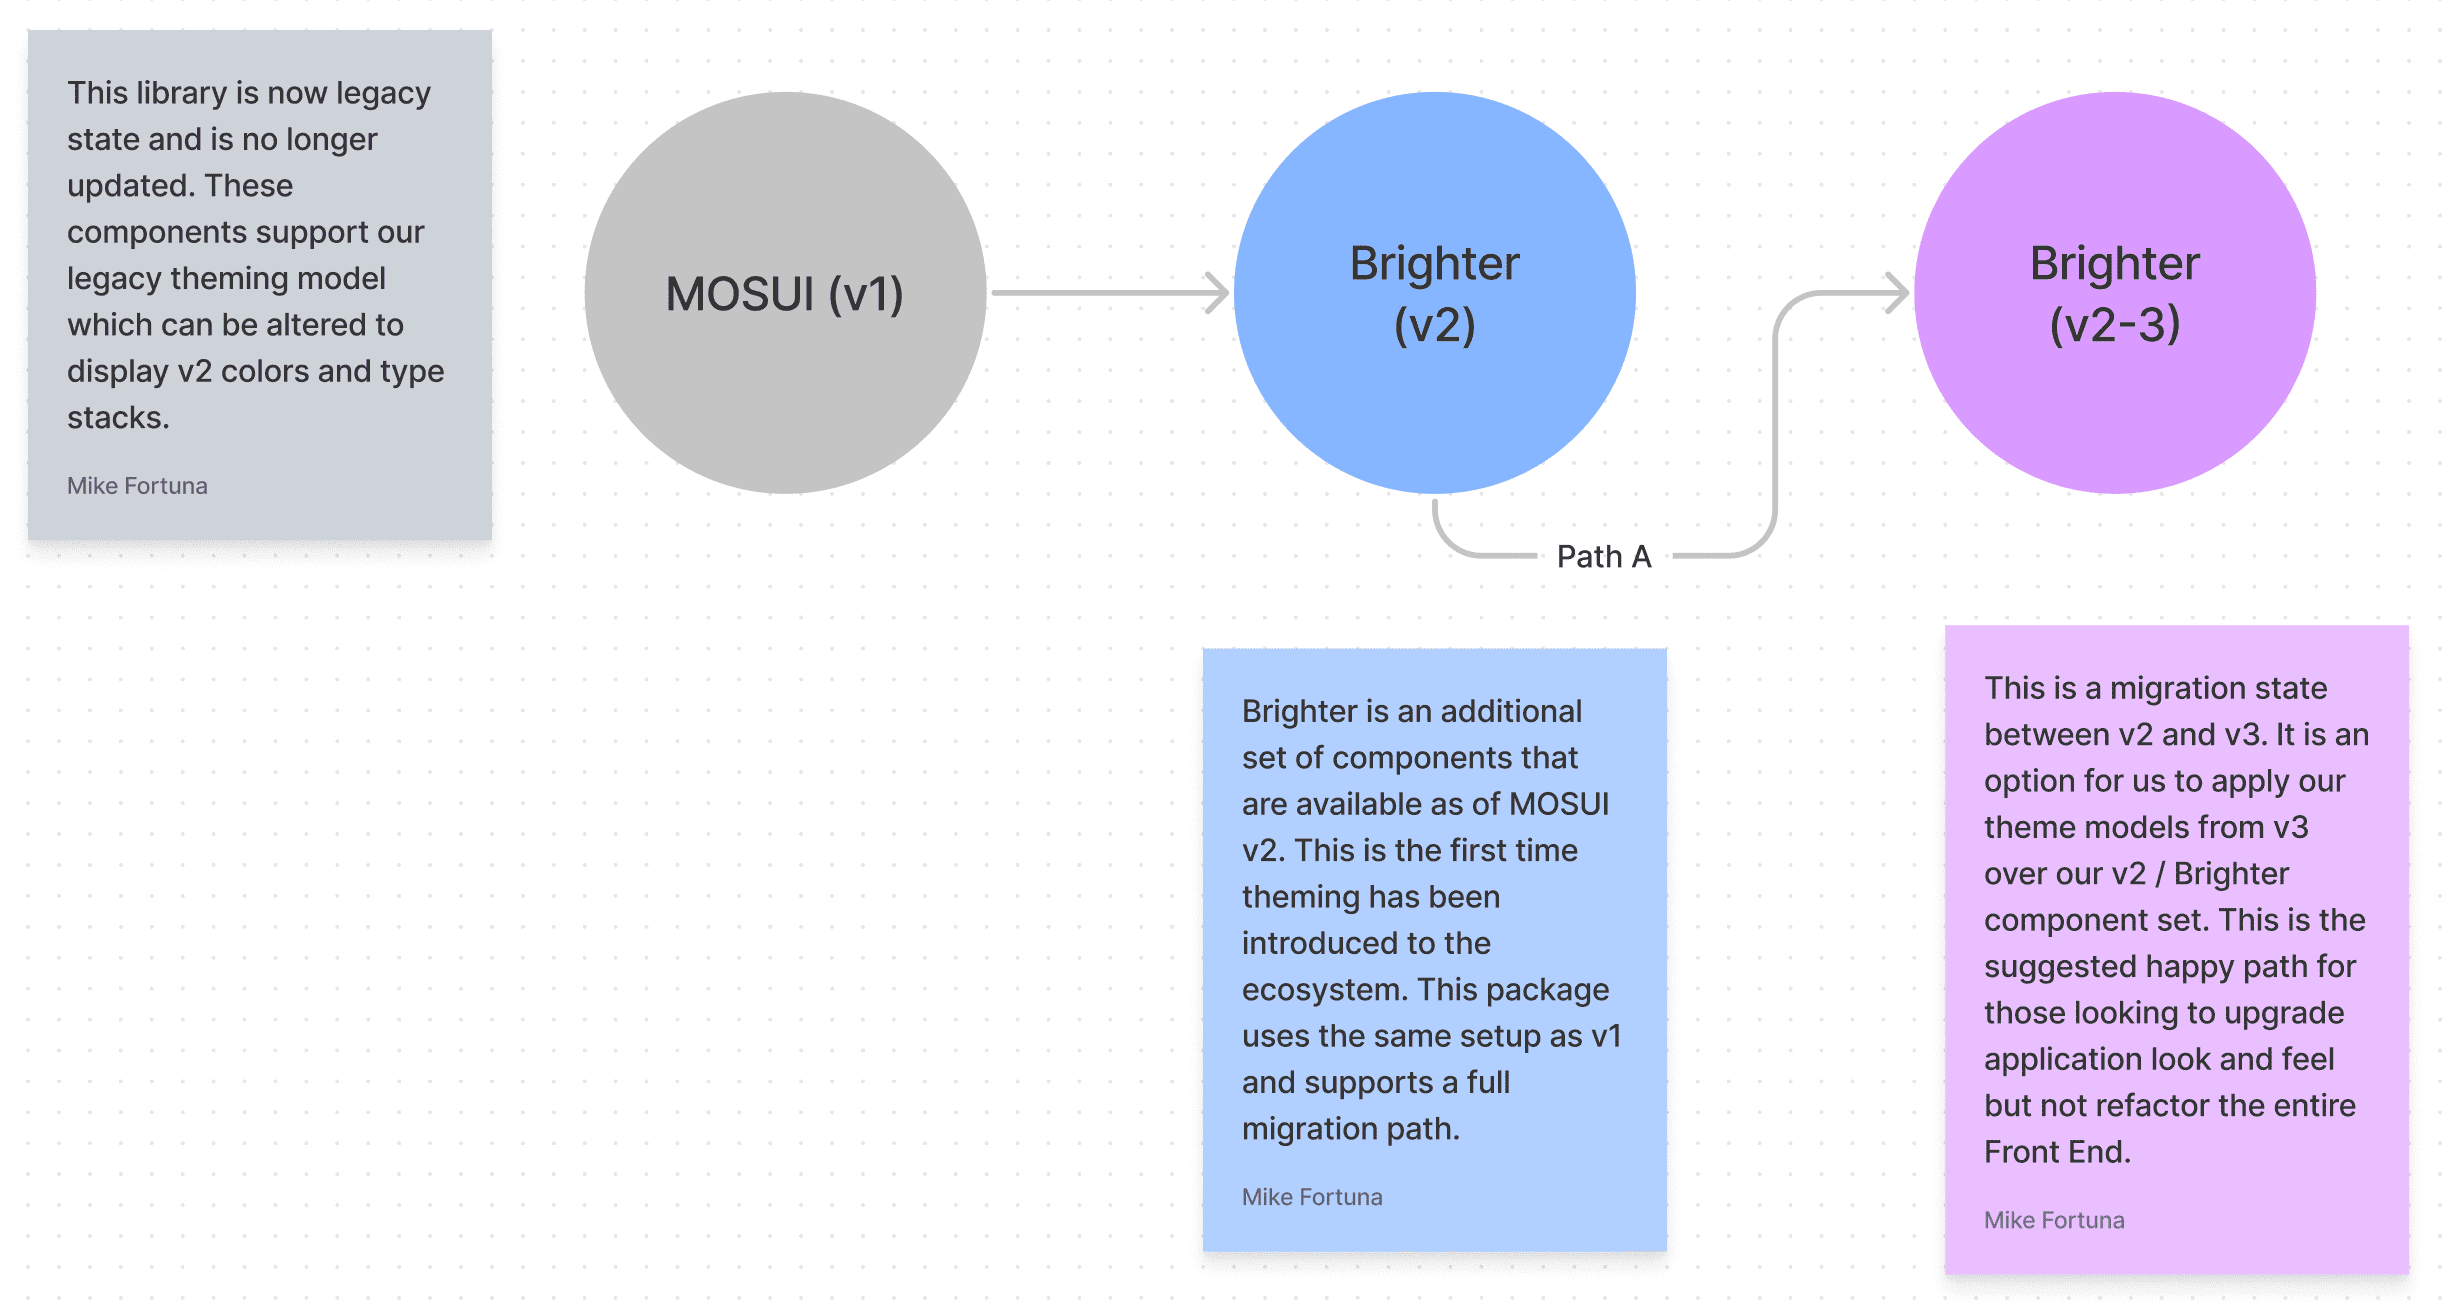 This library is now legacy
state and is no longer
updated. These
components support our
legacy theming model
which can be altered to
display v2 colors and type
stacks.
Mike Fortuna
MOSUI (v1)
Brighter
(v2)
Brighter
(v2-3)
Path A
Brighter is an additional
set of components that
are available as of MOSUI
v2. This is the first time
theming has been
introduced to the
ecosystem. This package
uses the same setup as v1
and supports a full
migration path.
Mike Fortuna
This is a migration state
between v2 and v3. It is an
option for us to apply our
theme models from v3
over our v2 / Brighter
component set. This is the
suggested happy path for
those looking to upgrade
application look and feel
but not refactor the entire
Front End.
Mike Fortuna